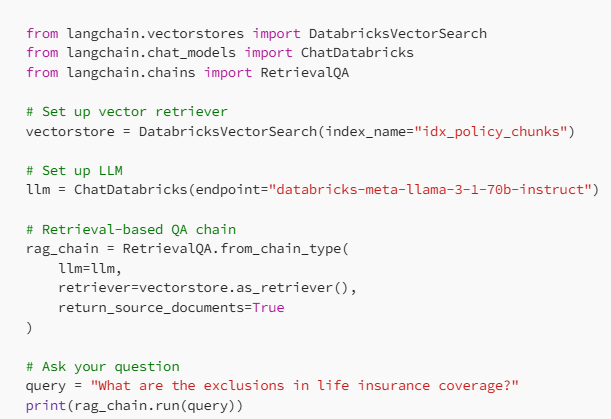 from langchain.vectorstores import DatabricksVectorSearch
from langchain.chat_models import ChatDatabricks
from langchain.chains import RetrievalQA

# Set up vector retriever
vectorstore = DatabricksVectorSearch(index_name="idx_policy_chunks")

# Set up LLM
llm = ChatDatabricks(endpoint="databricks-meta-llama-3-1-70b-instruct")

# Retrieval-based QA chain
rag_chain = RetrievalQA.from_chain_type(
    llm=llm,
    retriever=vectorstore.as_retriever(),
    return_source_documents=True
)

# Ask your question
query = "What are the exclusions in life insurance coverage?"
print(rag_chain.run(query))